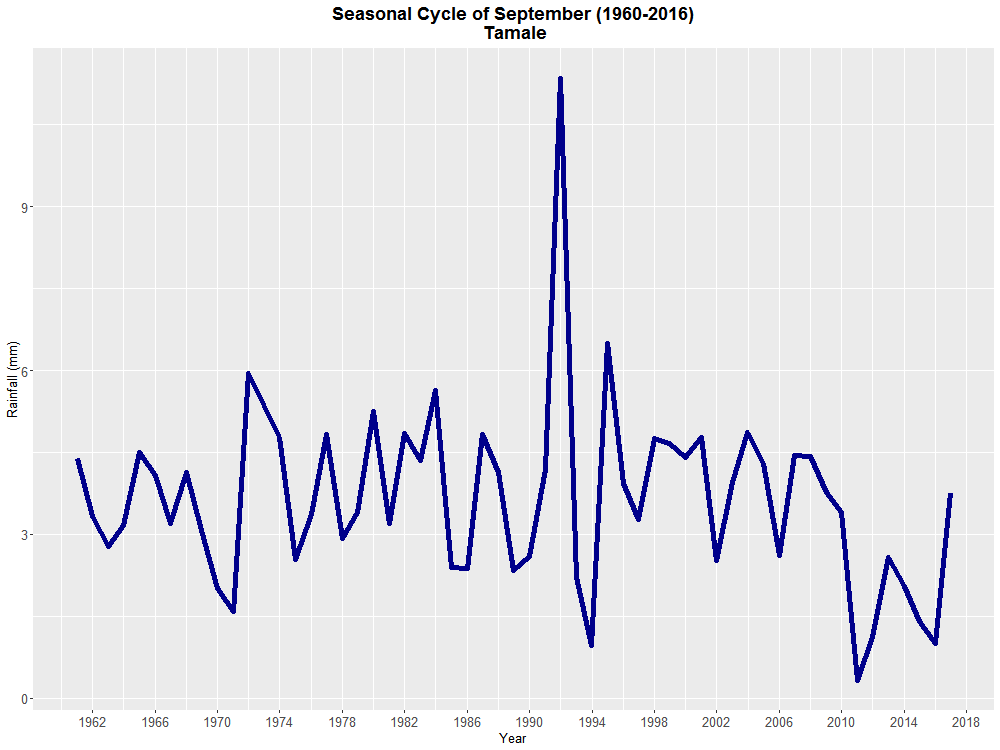 Seasonal Cycle of September (1960-2016)
Tamale
Rainfall (mm)
9
6
3
0
1962 1966 1970 1974 1978 1982 1986 1990 1994 1998 2002 2006 2010 2014 2018
Year